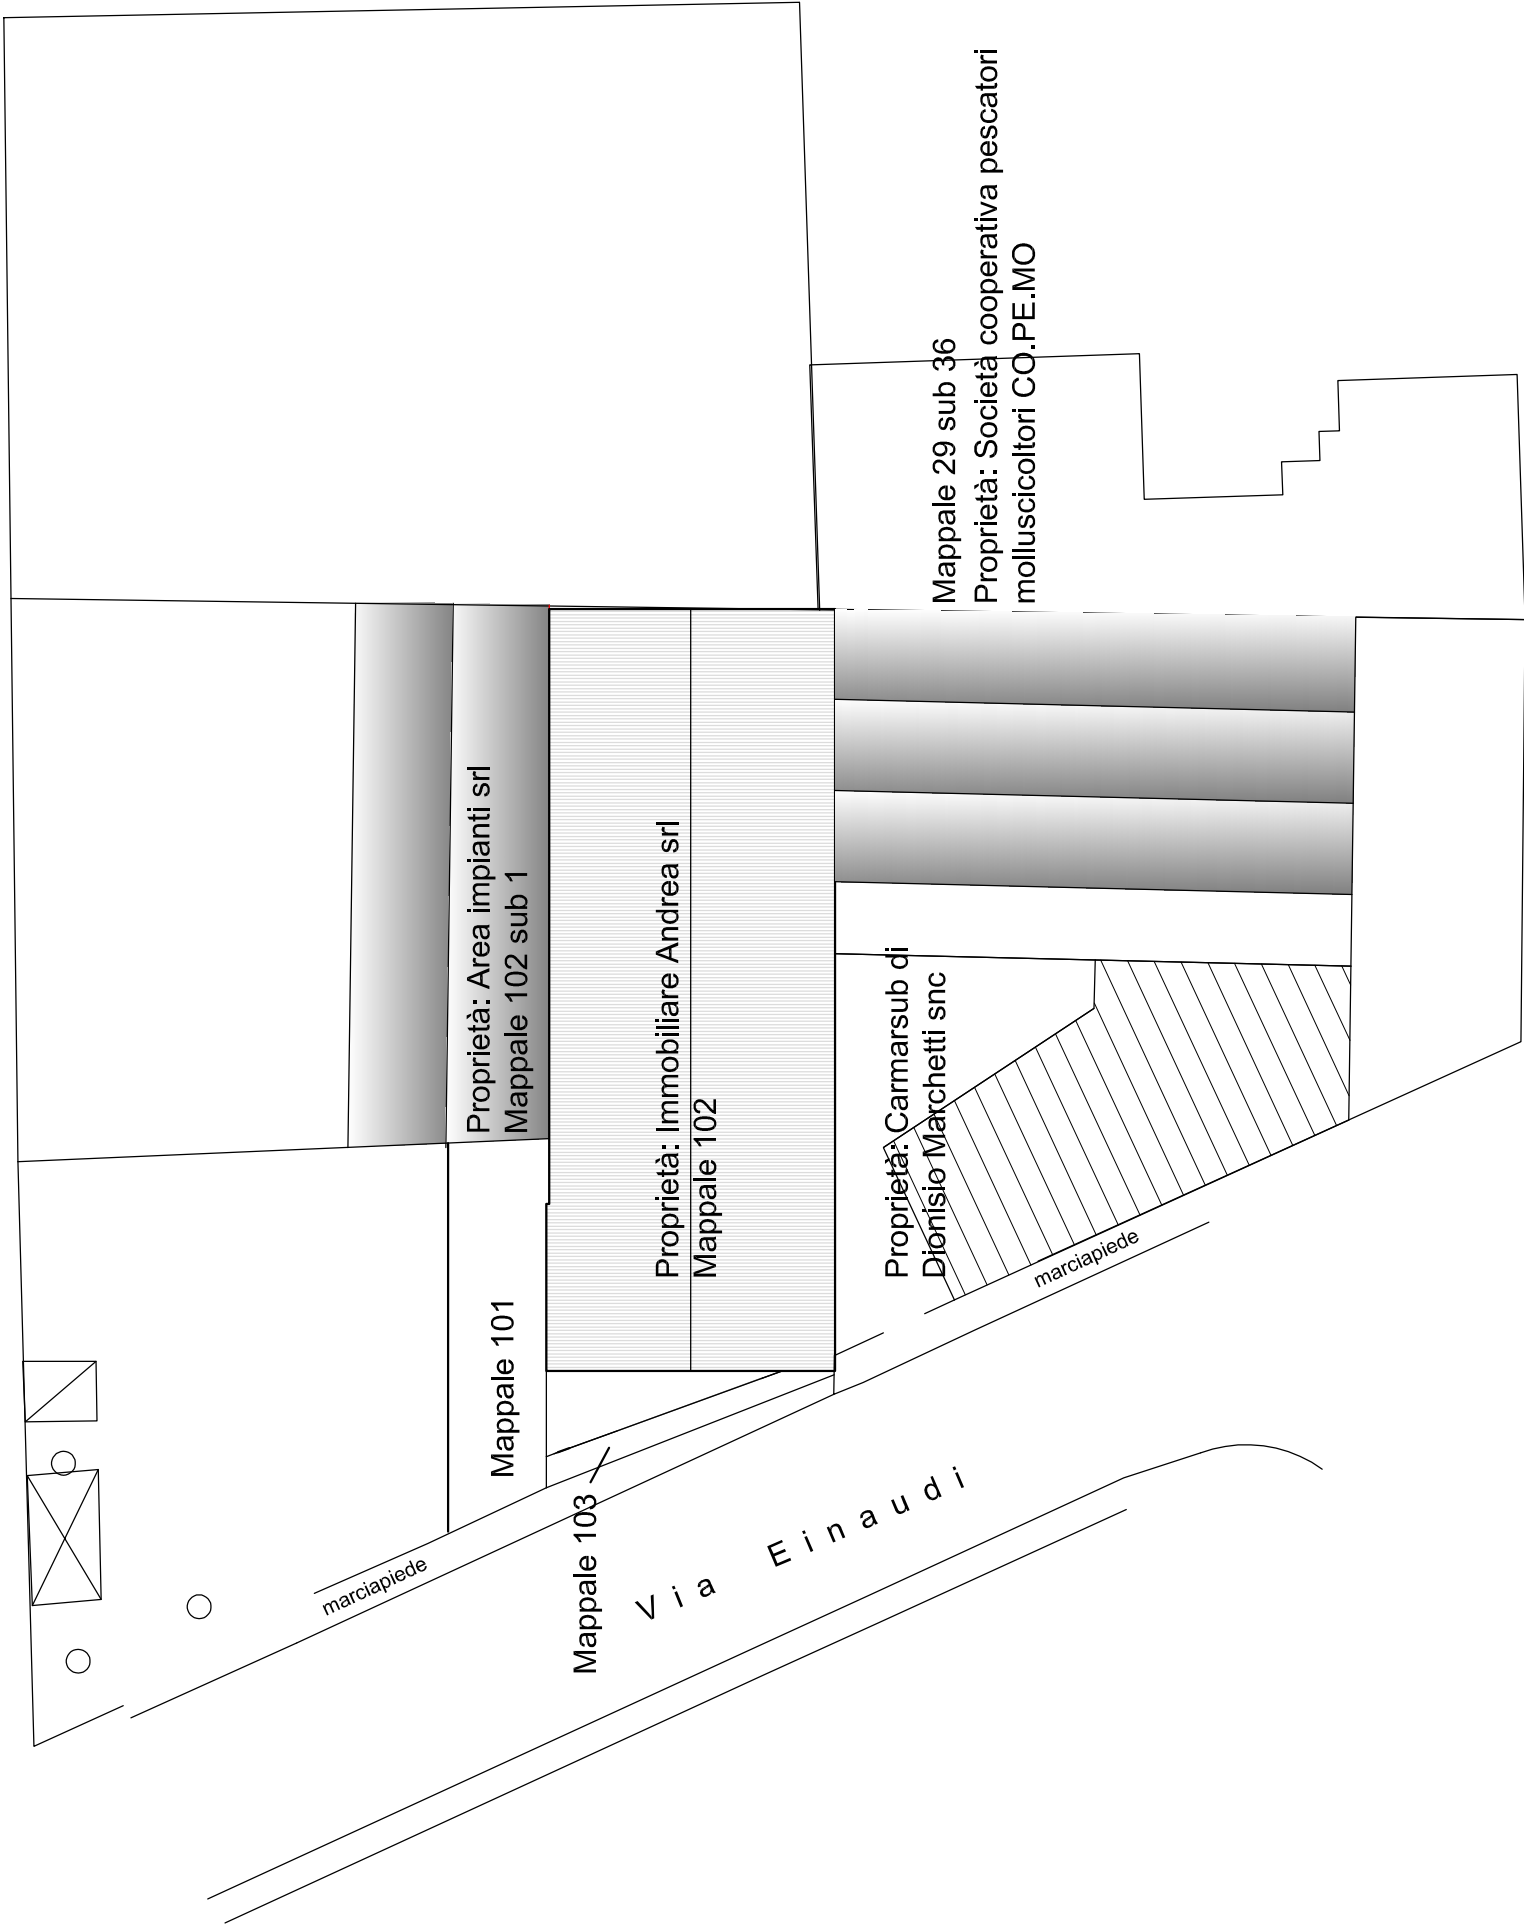 Mappale 29 sub 36
Proprietà: Società cooperativa pescatori
molluscicoltori CO.PE.MO
Proprietà: Area impianti srl
Mappale 102 sub 1
Proprietà: Immobiliare Andrea srl
Mappale 102
Proprietà: Carmarsub di
Dionisio Marchetti snc
Mappale 101
Mappale 103
marciapiede
marciapiede
Via Einaudi